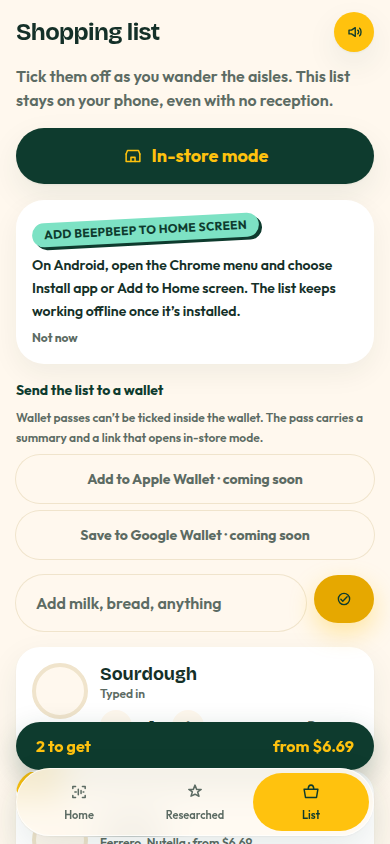 Shopping list
Tick them off as you wander the aisles. This list
stays on your phone, even with no reception.
In-store mode
ADD BEEPBEEP TO HOME SCREEN
On Android, open the Chrome menu and choose
Install app or Add to Home screen. The list keeps
working offline once it's installed.
Not now
Send the list to a wallet
Wallet passes can't be ticked inside the wallet. The pass carries a
summary and a link that opens in-store mode.
Add to Apple Wallet · coming soon
Save to Google Wallet · coming soon
Add milk, bread, anything
Sourdough
Typed in
2 to get
from $6.69
Home
Researched
List
Ferrero, Nutella · from $6.69